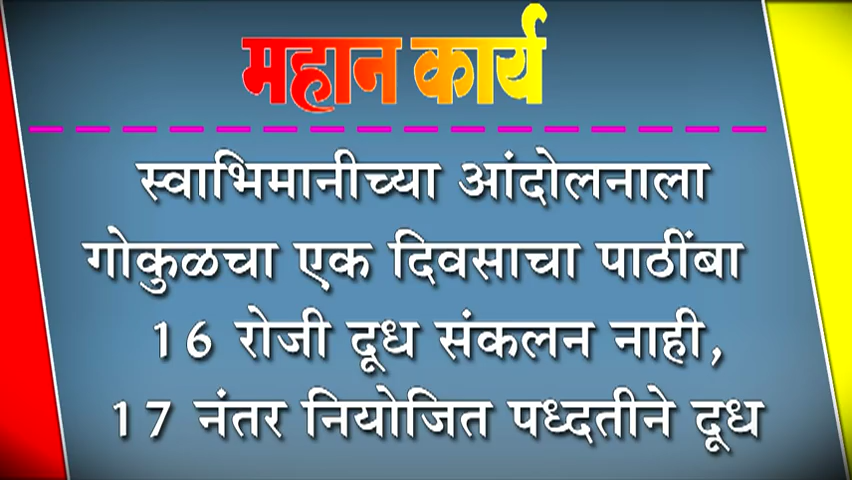 महान कार्य
स्वाभिमानीच्या आंदोलनाला
गोकुळचा एक दिवसाचा पाठींबा
16 रोजी दूध संकलन नाही,
17 नंतर नियोजित पध्दतीने दूध